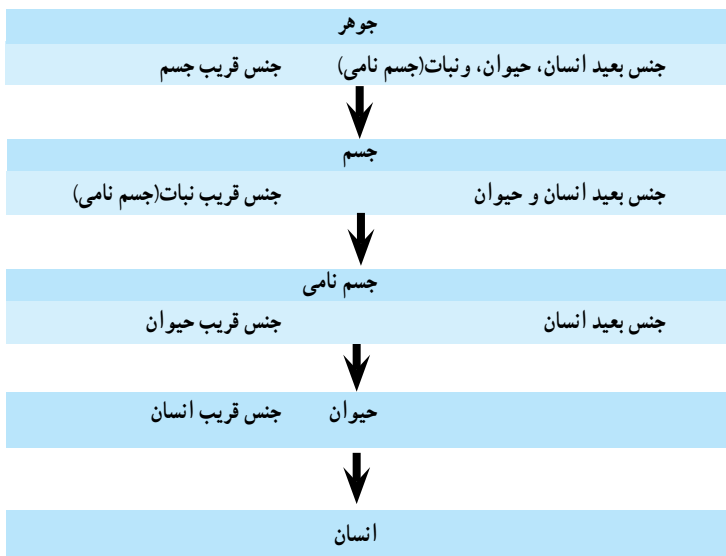 جوهر
جنس بعید انسان، حیوان، ونبات(جسم نامی) جنس قریب جسم
جسم
جنس بعید انسان و حیوان جنس قریب نبات(جسم نامی)
جسم نامی
جنس بعید انسان جنس قریب حیوان
حیوان جنس قریب انسان
انسان